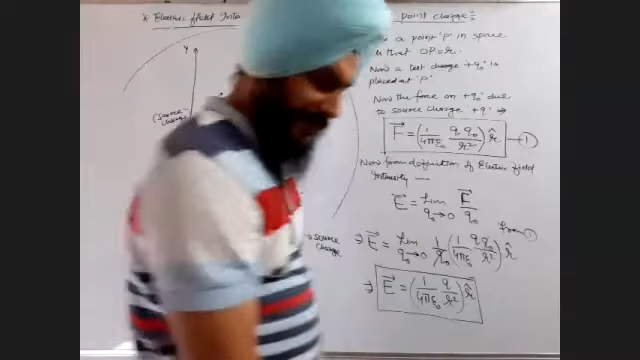 * Electric field Inte
point charge:-
a point 'P' in space
is that OP=r.
Now a test charge '+q₀' is
placed at 'P'
Now the force on +q₀ due
to source charge +q →
F⃗ = (1/4πε₀ q q₀/r²) r̂ —①
Now from definition of Electric field
Intensity —
E⃗ = lim q₀→0 F⃗/q₀
from ①
⇒ E⃗ = lim q₀→0 1/q₀ (1/4πε₀ q q₀/r²) r̂
⇒ E⃗ = (1/4πε₀ q/r²) r̂
Y
(source charge
→ source
charge